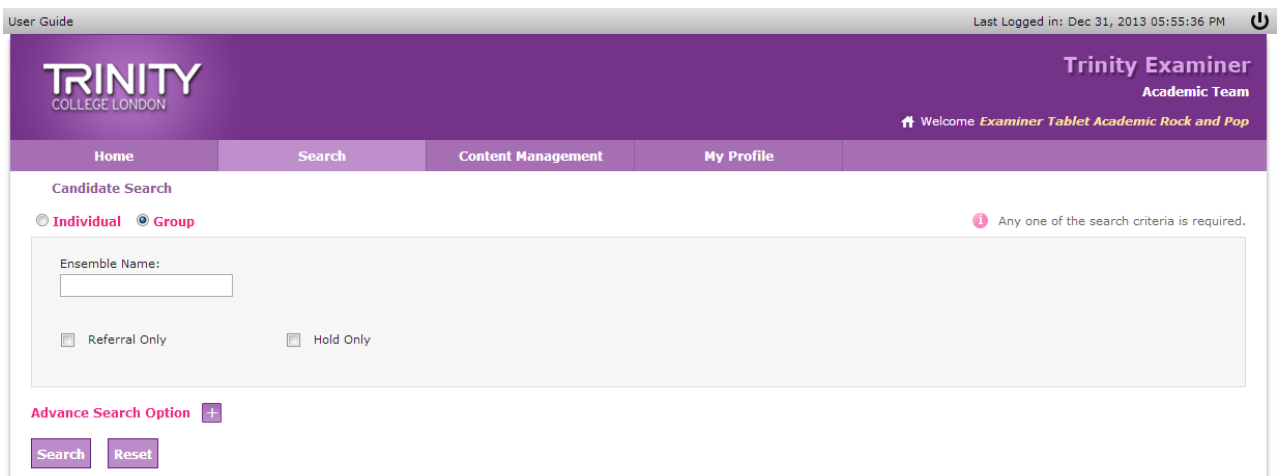 User Guide
Last Logged in: Dec 31, 2013 05:55:36 PM
TRINITY
COLLEGE LONDON
Trinity Examiner
Academic Team
Welcome Examiner Tablet Academic Rock and Pop
Home
Search
Content Management
My Profile
Candidate Search
Individual
Group
Any one of the search criteria is required.
Ensemble Name:
Referral Only
Hold Only
Advance Search Option
Search
Reset